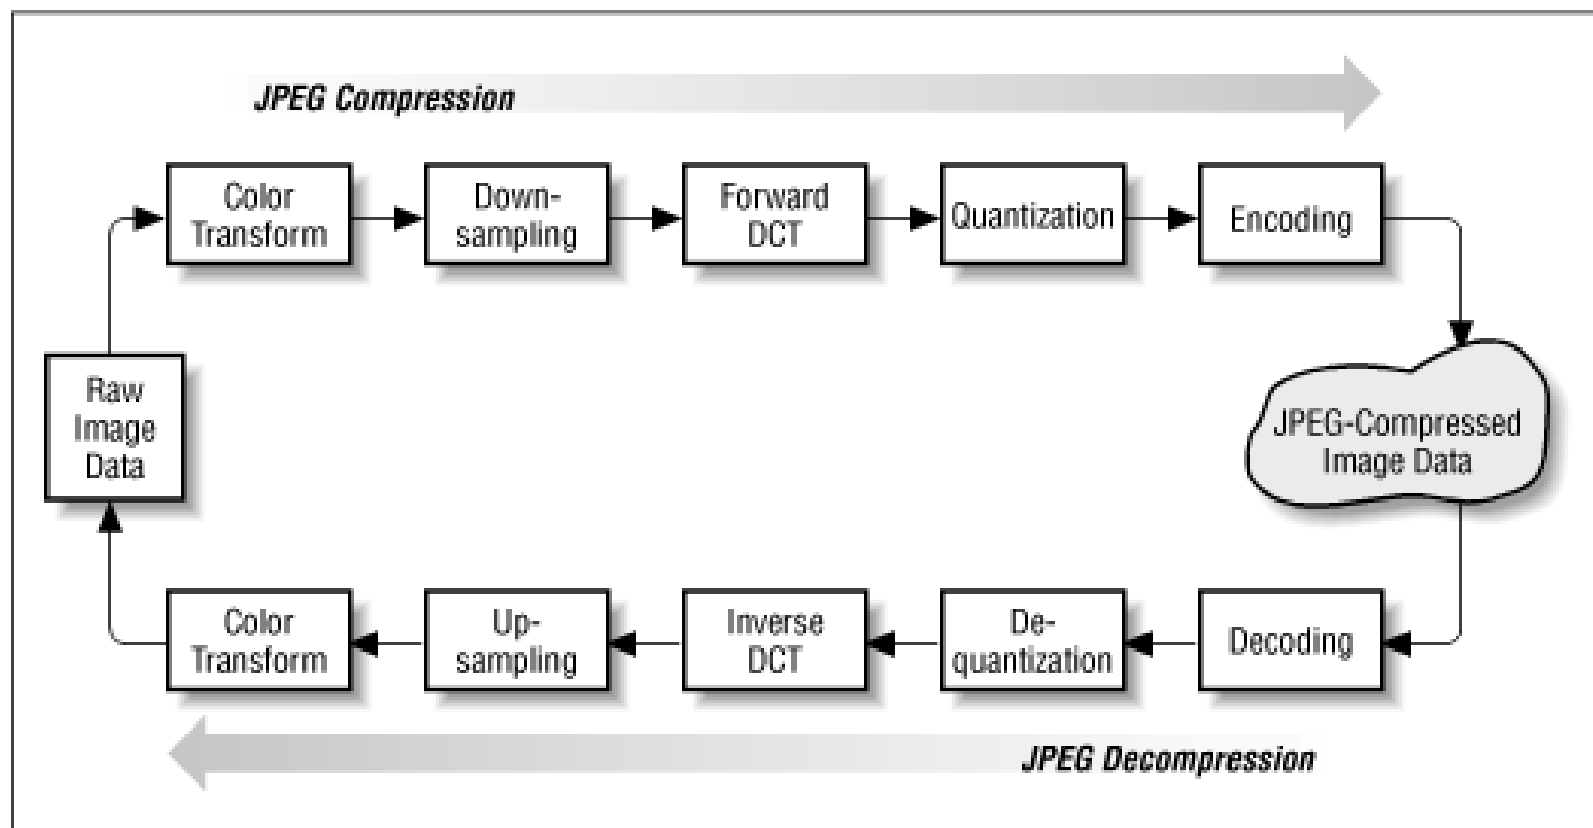 JPEG Compression
Color
Transform
Down-
sampling
Forward
DCT
Quantization
Encoding
Raw
Image
Data
JPEG-Compressed
Image Data
Color
Transform
Up-
sampling
Inverse
DCT
De-
quantization
Decoding
JPEG Decompression